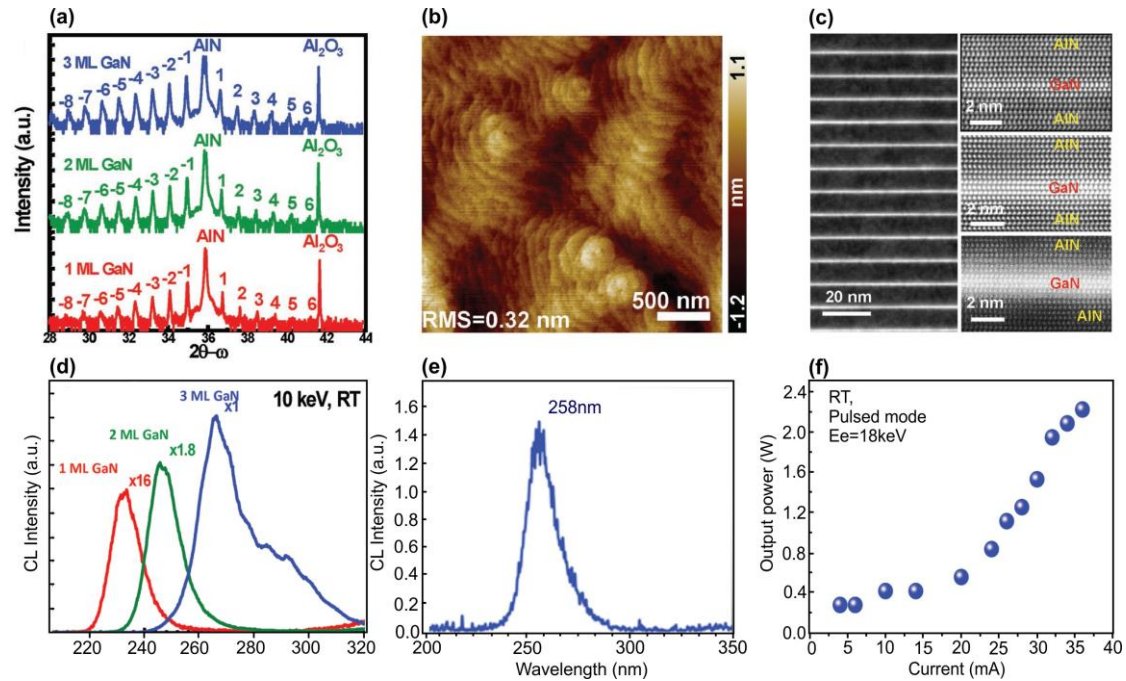 (a)
3 ML GaN
-8 -7 -6 -5 -4 -3 -2 -1 AlN 1 2 3 4 5 6 Al2O3
2 ML GaN
-8 -7 -6 -5 -4 -3 -2 -1 AlN 1 2 3 4 5 6 Al2O3
1 ML GaN
-8 -7 -6 -5 -4 -3 -2 -1 AlN 1 2 3 4 5 6 Al2O3
Intensity (a.u.)
28 30 32 34 36 38 40 42 44
2θ-ω
(b)
RMS=0.32 nm
500 nm
1.1
nm
-1.2
(c)
20 nm
AlN
GaN
AlN
2 nm
AlN
GaN
AlN
2 nm
AlN
GaN
AlN
2 nm
(d)
10 keV, RT
3 ML GaN
x1
2 ML GaN
x1.8
1 ML GaN
x16
CL Intensity (a.u.)
220 240 260 280 300 320
(e)
258nm
CL Intensity (a.u.)
1.6
1.4
1.2
1.0
0.8
0.6
0.4
0.2
0.0
200 250 300 350
Wavelength (nm)
(f)
RT,
Pulsed mode
Ee=18keV
Output power (W)
2.4
2.0
1.6
1.2
0.8
0.4
0.0
5 10 15 20 25 30 35 40
Current (mA)